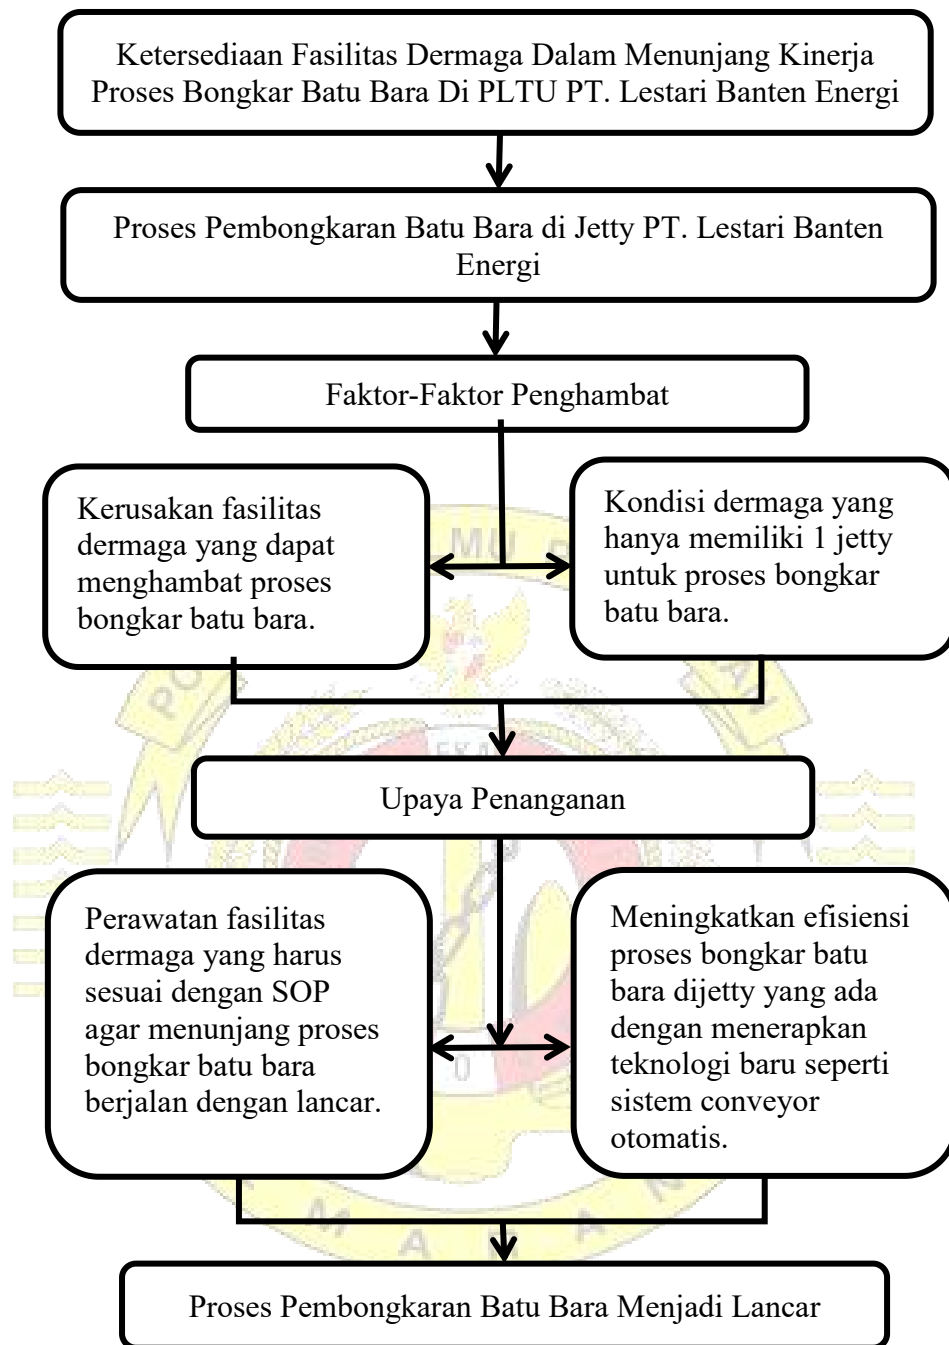 Ketersediaan Fasilitas Dermaga Dalam Menunjang Kinerja
Proses Bongkar Batu Bara Di PLTU PT. Lestari Banten Energi
Proses Pembongkaran Batu Bara di Jetty PT. Lestari Banten
Energi
Faktor-Faktor Penghambat
Kerusakan fasilitas
dermaga yang dapat
menghambat proses
bongkar batu bara.
Kondisi dermaga yang
hanya memiliki 1 jetty
untuk proses bongkar
batu bara.
Upaya Penanganan
Perawatan fasilitas
dermaga yang harus
sesuai dengan SOP
agar menunjang proses
bongkar batu bara
berjalan dengan lancar.
Meningkatkan efisiensi
proses bongkar batu
bara dijetty yang ada
dengan menerapkan
teknologi baru seperti
sistem conveyor
otomatis.
Proses Pembongkaran Batu Bara Menjadi Lancar